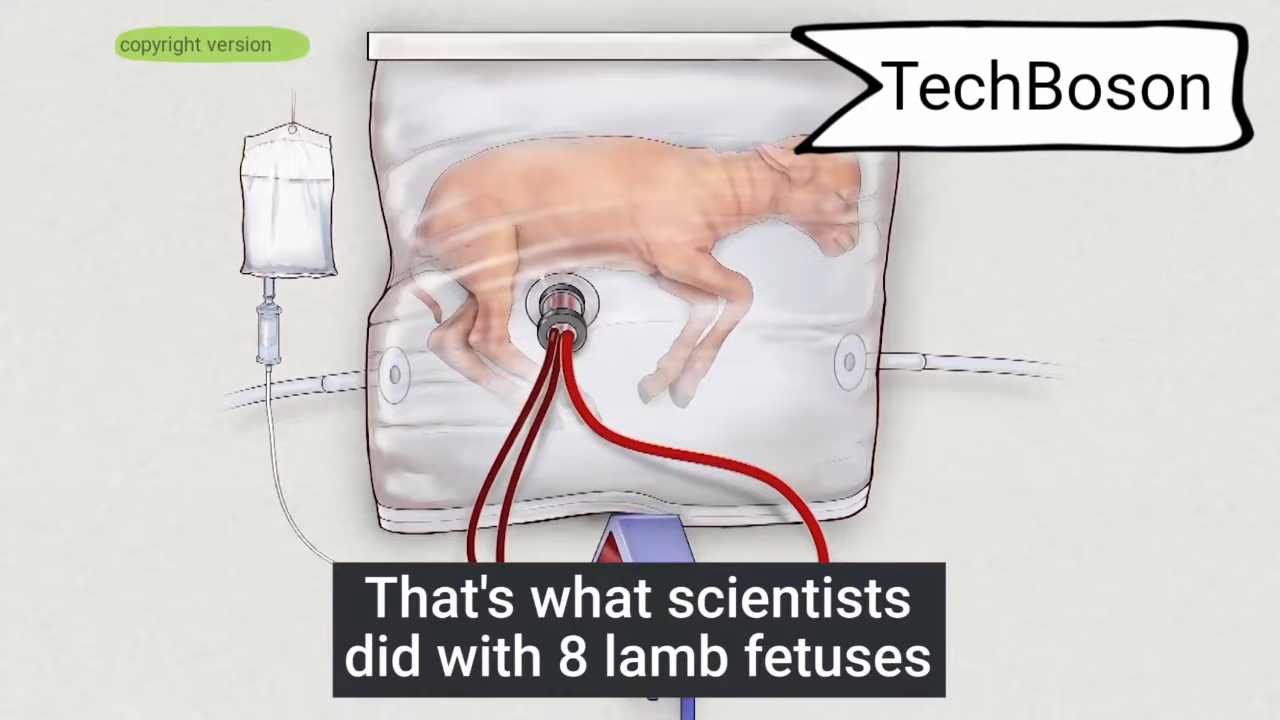 copyright version
TechBoson
That's what scientists
did with 8 lamb fetuses